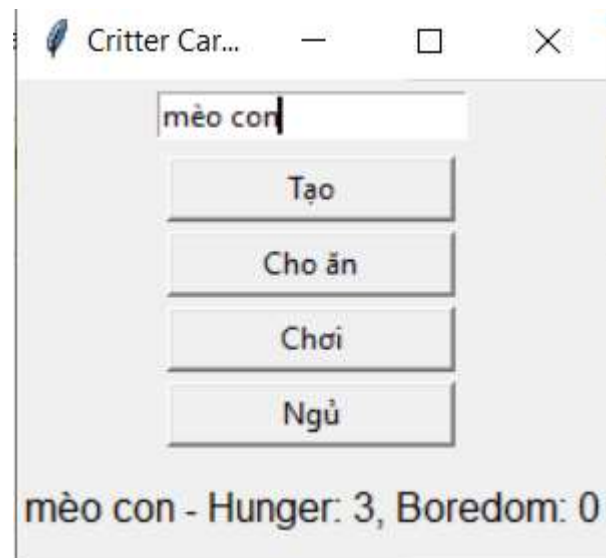 Critter Car...
mèo con
Tạo
Cho ăn
Chơi
Ngủ
mèo con - Hunger: 3, Boredom: 0